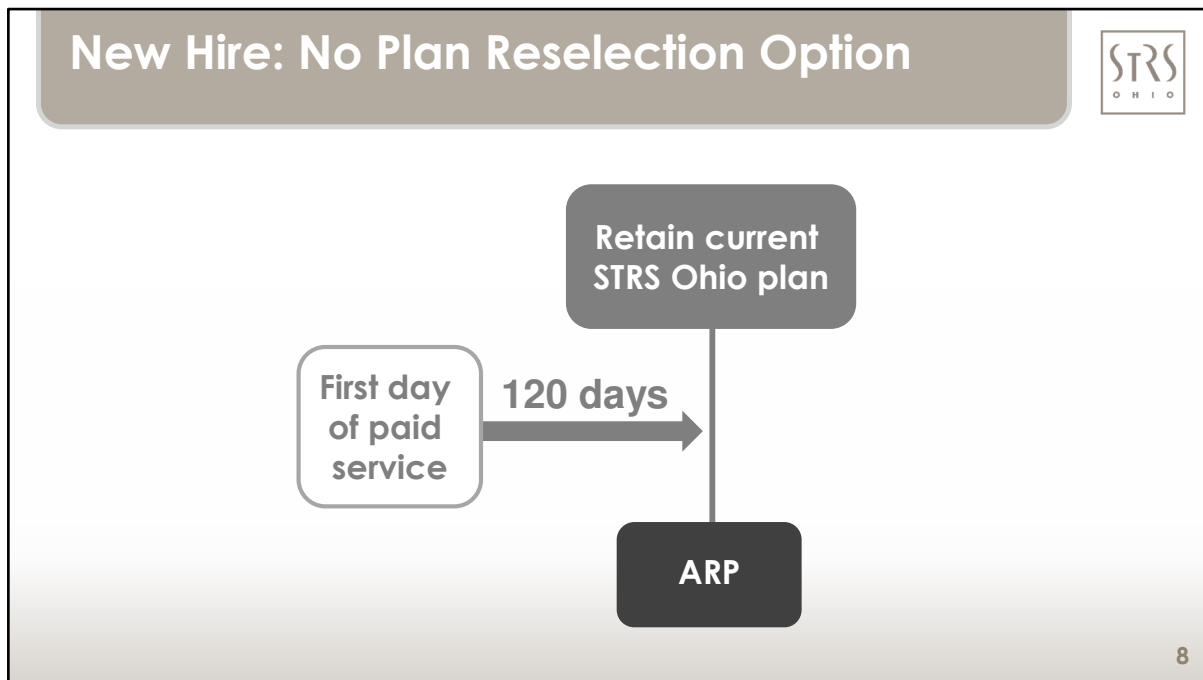 New Hire: No Plan Reselection Option
STRS
OHIO
Retain current
STRS Ohio plan
First day
of paid
service
120 days
ARP
8